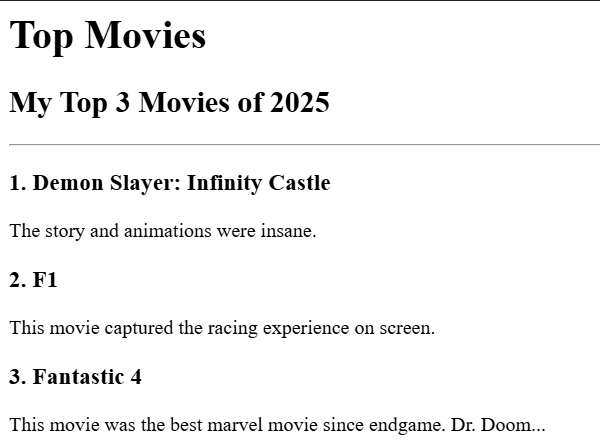 Top Movies
My Top 3 Movies of 2025
1. Demon Slayer: Infinity Castle
The story and animations were insane.
2. F1
This movie captured the racing experience on screen.
3. Fantastic 4
This movie was the best marvel movie since endgame. Dr. Doom...